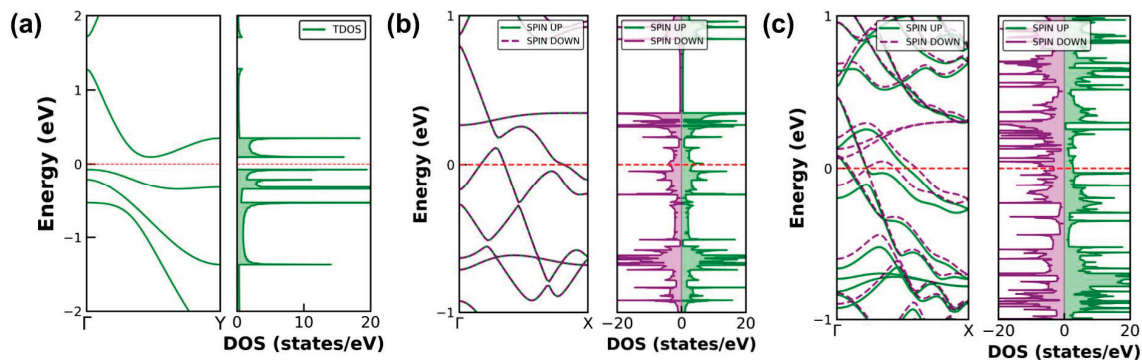 (a)
Energy (eV)
2
1
0
−1
−2
Γ
Y
TDOS
0
10
20
DOS (states/eV)
(b)
Energy (eV)
1
0
−1
Γ
X
SPIN UP
SPIN DOWN
SPIN UP
SPIN DOWN
−20
0
20
DOS (states/eV)
(c)
Energy (eV)
1
0
−1
Γ
X
SPIN UP
SPIN DOWN
SPIN UP
SPIN DOWN
−20
0
20
DOS (states/eV)